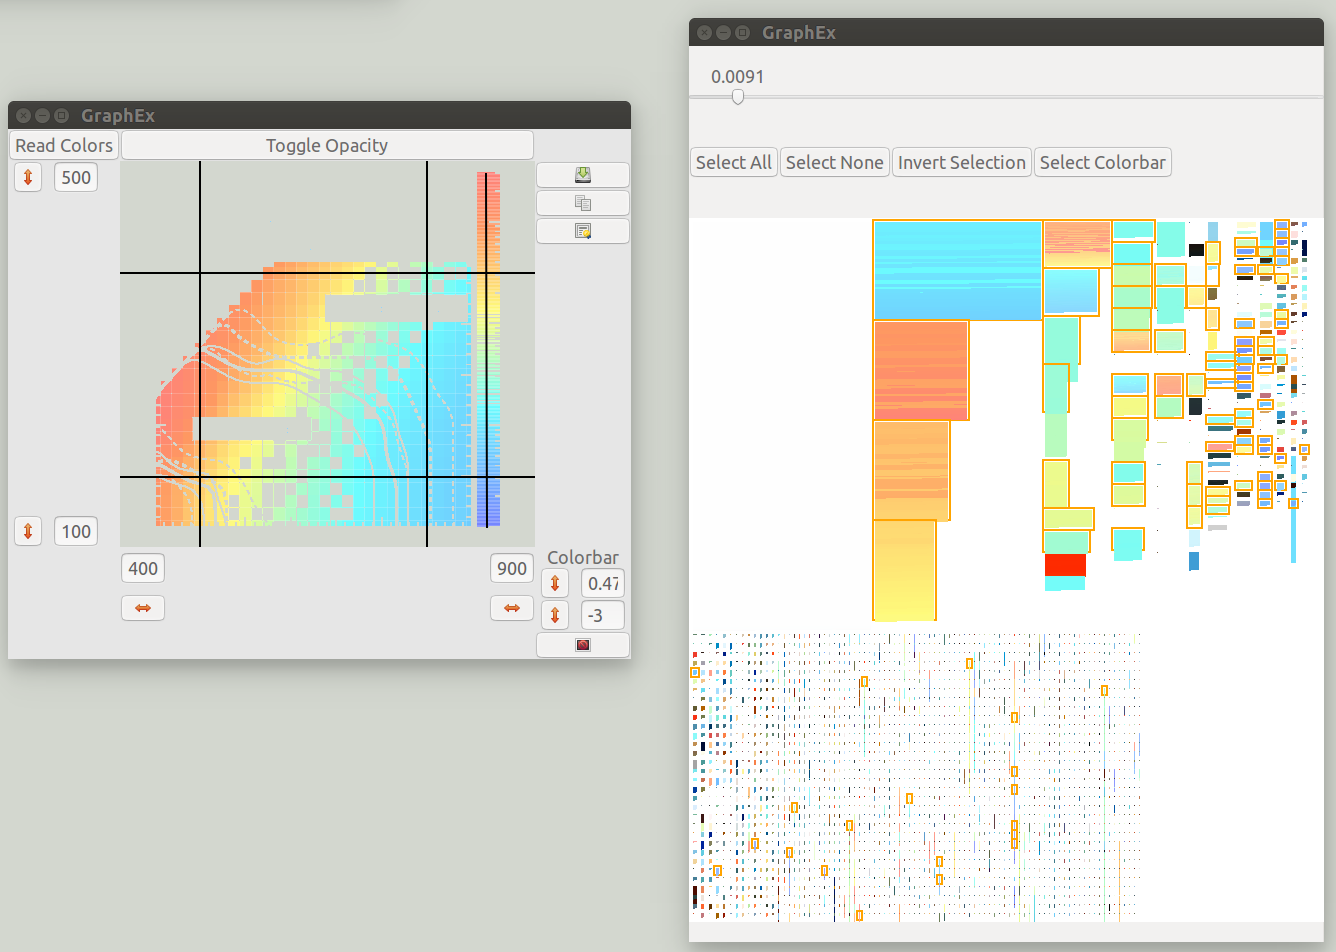 GraphEx
Read Colors
Toggle Opacity
500
100
400
900
Colorbar
0.47
-3
GraphEx
0.0091
Select All
Select None
Invert Selection
Select Colorbar